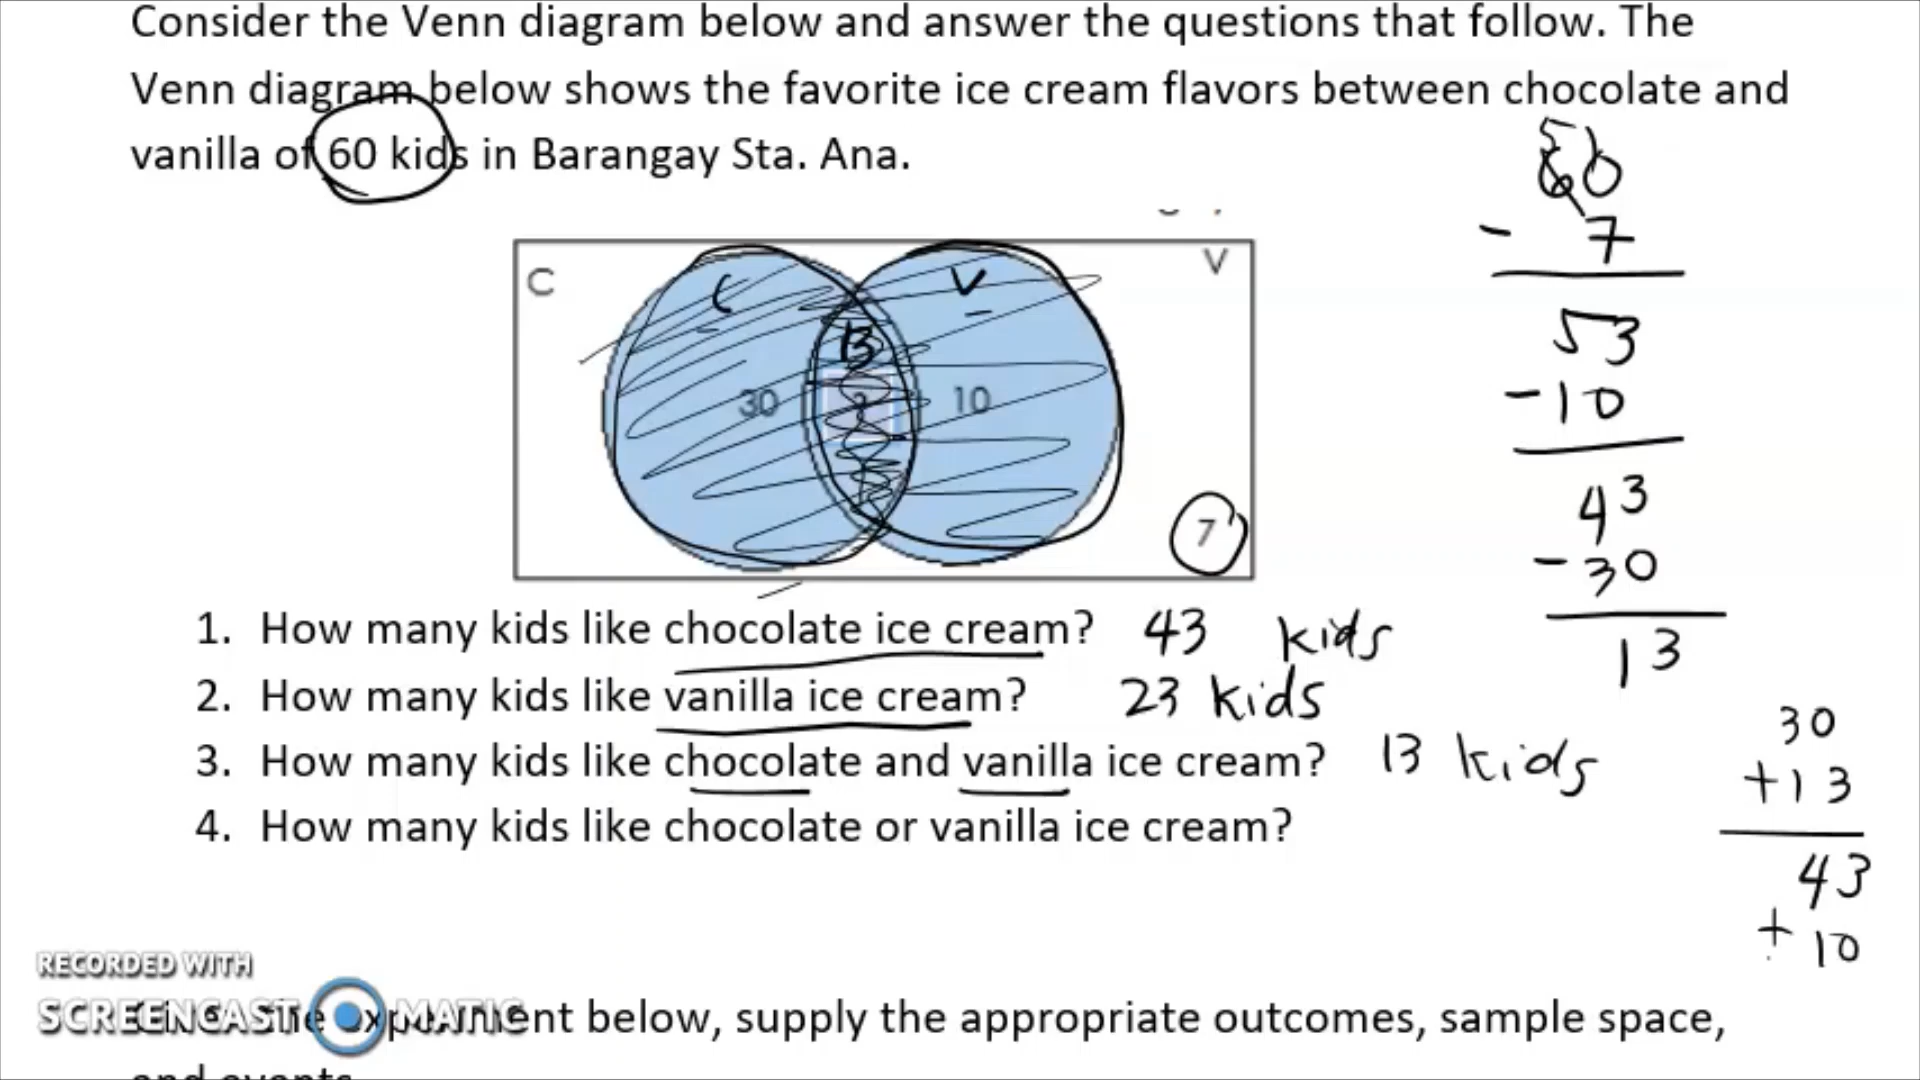 Consider the Venn diagram below and answer the questions that follow. The
Venn diagram below shows the favorite ice cream flavors between chocolate and
vanilla of 60 kids in Barangay Sta. Ana.
C
V
C
V
B
30
10
7
60
- 7
53
-10
43
-30
13
1. How many kids like chocolate ice cream? 43 kids
2. How many kids like vanilla ice cream? 23 kids
3. How many kids like chocolate and vanilla ice cream? 13 kids
4. How many kids like chocolate or vanilla ice cream?
30
+13
43
+ 10
RECORDED WITH
SCREENCAST MATIC
the experiment below, supply the appropriate outcomes, sample space,
and events